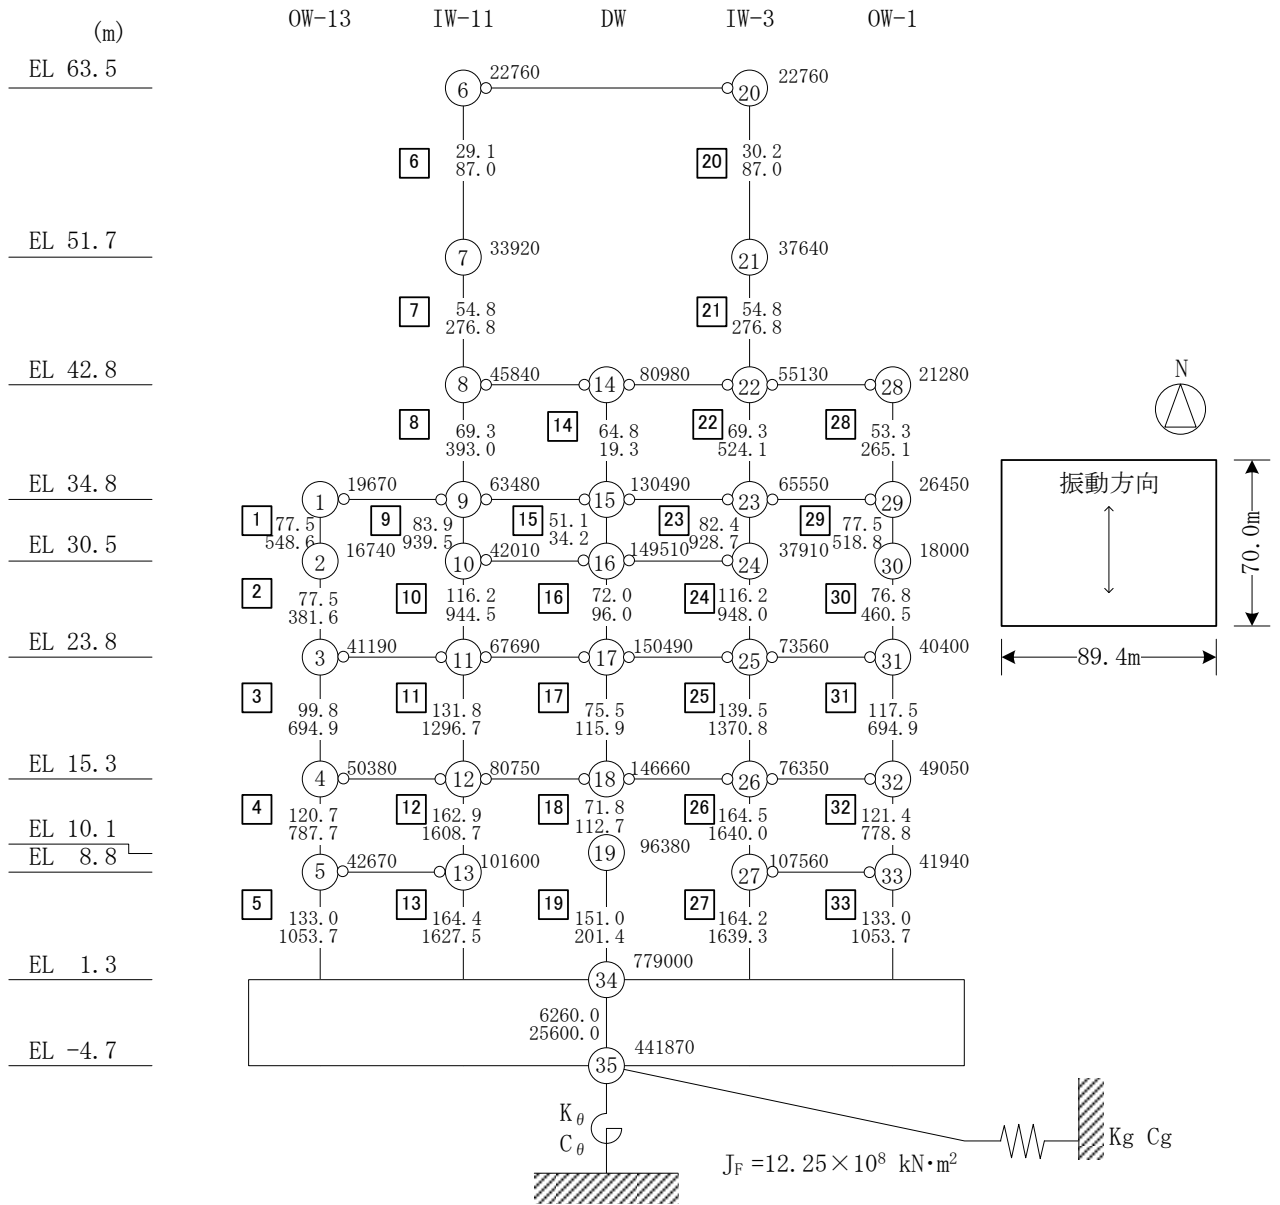 OW-13 IW-11 DW IW-3 OW-1
(m)
EL 63.5
6 22760 20 22760
6 29.1 20 30.2
87.0 87.0
EL 51.7
7 33920 21 37640
7 54.8 21 54.8
276.8 276.8
EL 42.8
8 45840 14 80980 22 55130 28 21280
8 69.3 14 64.8 22 69.3 28 53.3
393.0 19.3 524.1 265.1
EL 34.8
1 19670 9 63480 15 130490 23 65550 29 26450
1 77.5 9 83.9 15 51.1 23 82.4 29 77.5
548.6 939.5 34.2 928.7 518.8
EL 30.5
2 16740 10 42010 16 149510 24 37910 30 18000
2 77.5 10 116.2 16 72.0 24 116.2 30 76.8
381.6 944.5 96.0 948.0 460.5
EL 23.8
3 41190 11 67690 17 150490 25 73560 31 40400
3 99.8 11 131.8 17 75.5 25 139.5 31 117.5
694.9 1296.7 115.9 1370.8 694.9
EL 15.3
4 50380 12 80750 18 146660 26 76350 32 49050
4 120.7 12 162.9 18 71.8 26 164.5 32 121.4
787.7 1608.7 112.7 1640.0 778.8
EL 10.1
19 96380
EL 8.8
5 42670 13 101600 27 107560 33 41940
5 133.0 13 164.4 19 151.0 27 164.2 33 133.0
1053.7 1627.5 201.4 1639.3 1053.7
EL 1.3
34 779000
6260.0
25600.0
EL -4.7
35 441870
Kθ
Cθ
Kg Cg
JF =12.25×10⁸ kN･m²
N
振動方向
70.0m
89.4m